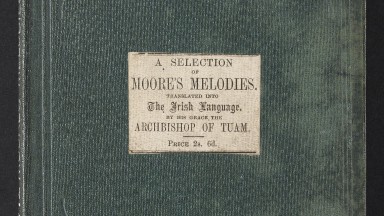 A SELECTION
OF
MOORE'S MELODIES.
TRANSLATED INTO
The Irish Language,
BY HIS GRACE, THE
ARCHBISHOP OF TUAM.
PRICE 2s. 6d.